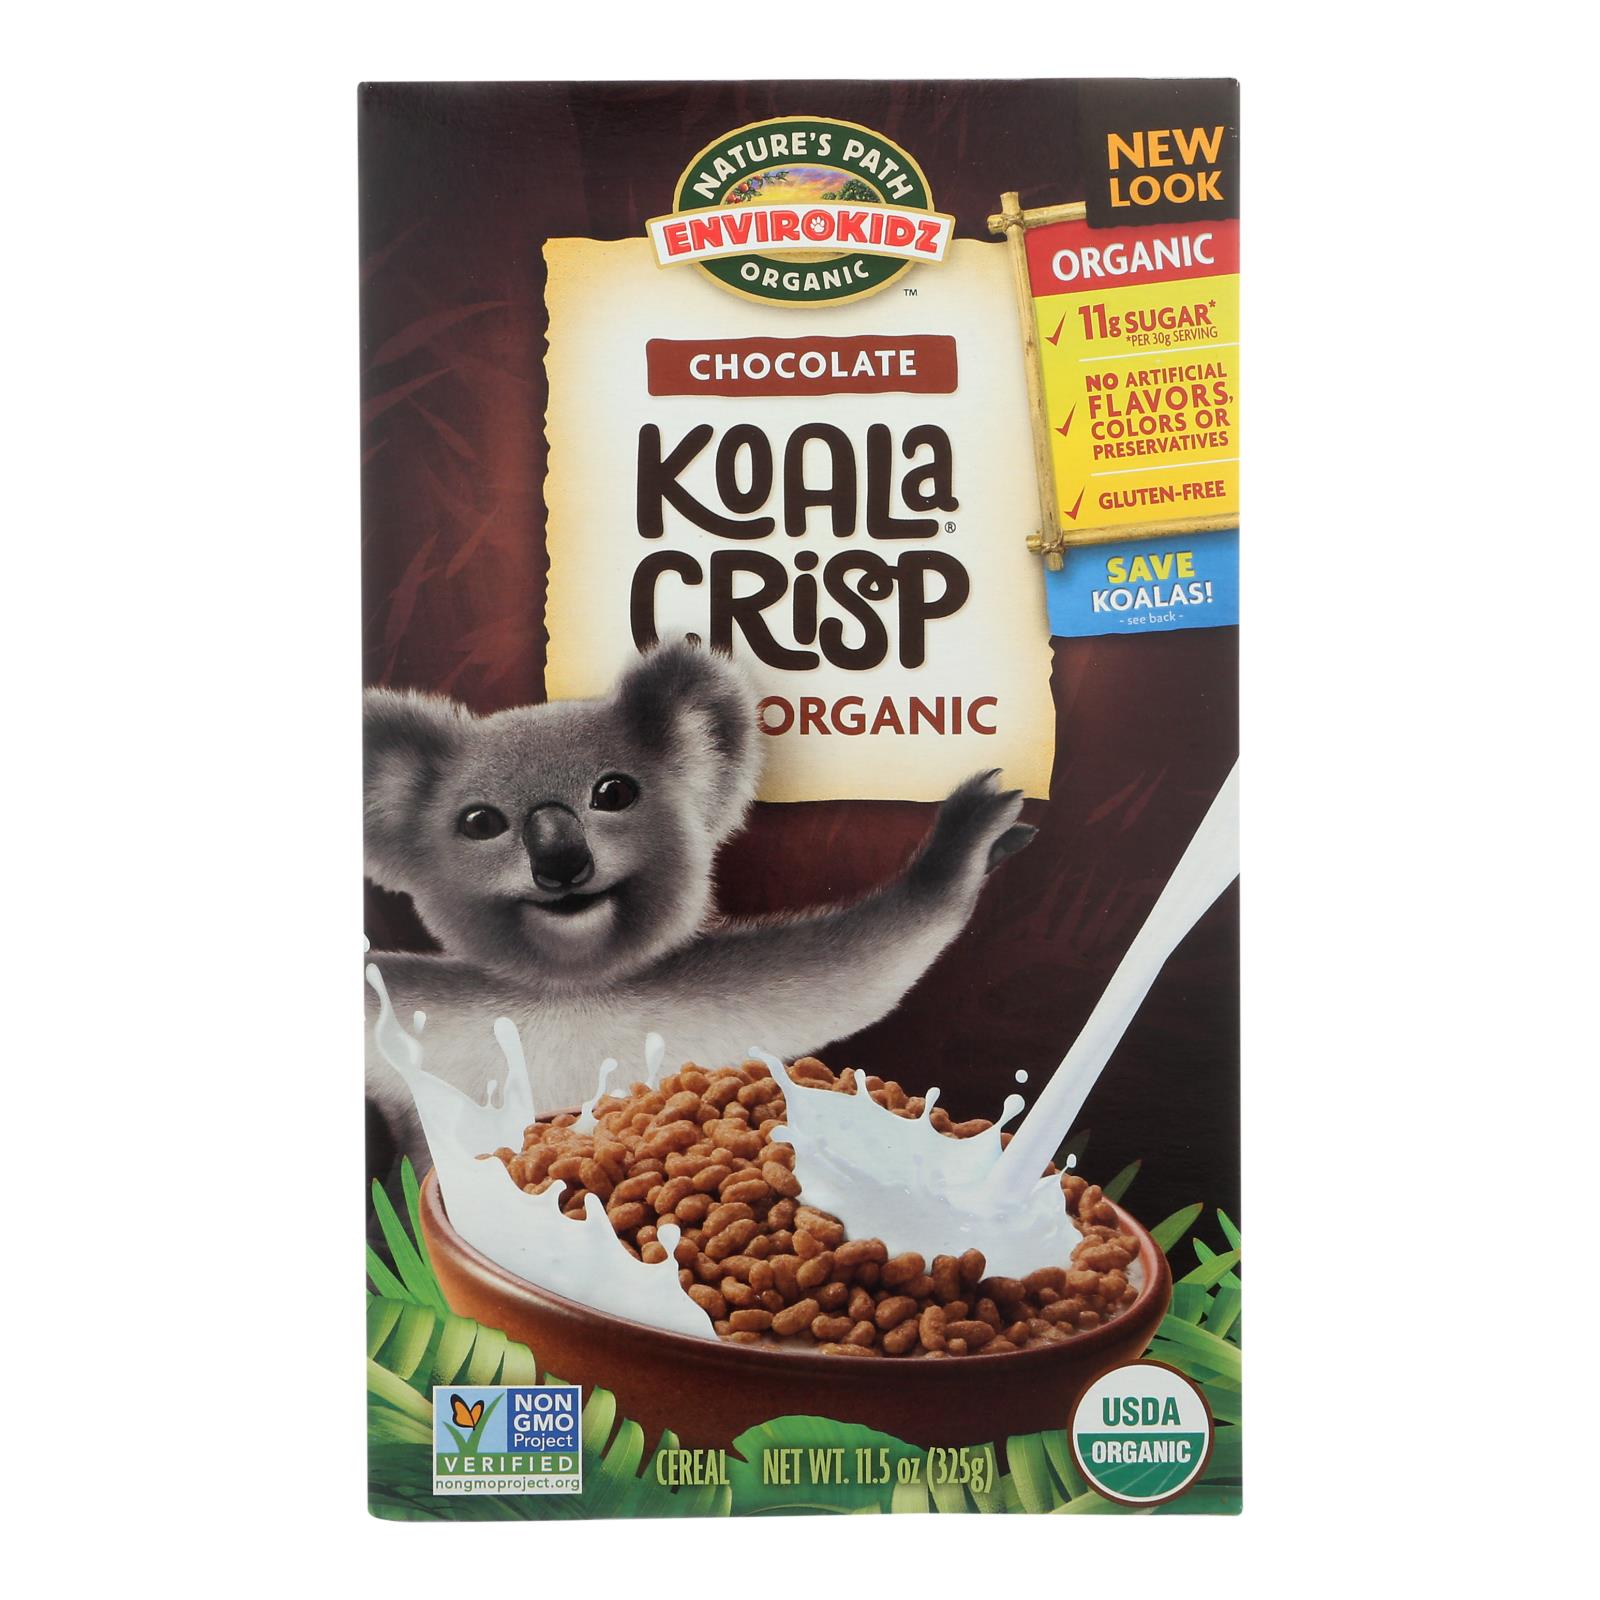 NATURE'S PATH
ENVIROKIDZ
ORGANIC
™
CHOCOLATE
KOALA
CRISP
®
ORGANIC
NEW
LOOK
ORGANIC
11g SUGAR*
*PER 30g SERVING
NO ARTIFICIAL
FLAVORS,
COLORS OR
PRESERVATIVES
GLUTEN-FREE
SAVE
KOALAS!
- see back -
NON
GMO
Project
VERIFIED
nongmoproject.org
CEREAL NET WT. 11.5 oz (325g)
USDA
ORGANIC